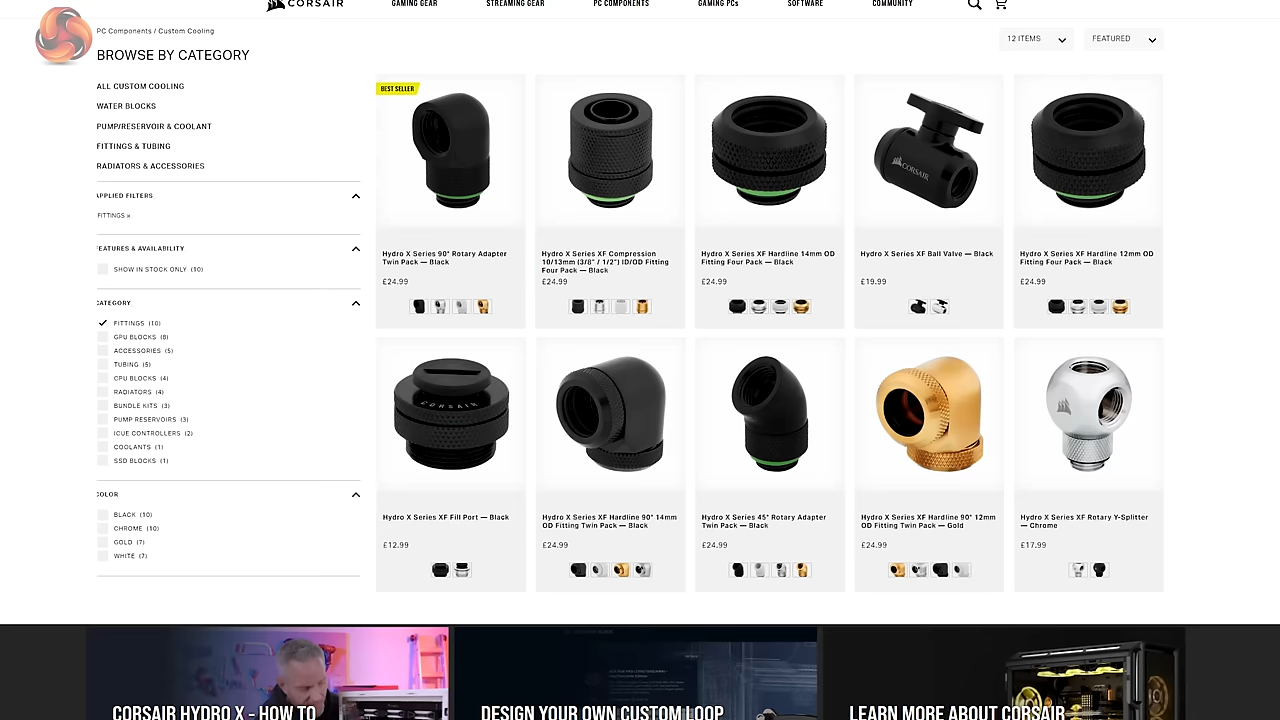 CORSAIR
GAMING GEAR
STREAMING GEAR
PC COMPONENTS
GAMING PCs
SOFTWARE
COMMUNITY
PC Components / Custom Cooling
BROWSE BY CATEGORY
12 ITEMS
FEATURED
ALL CUSTOM COOLING
WATER BLOCKS
PUMP/RESERVOIR & COOLANT
FITTINGS & TUBING
RADIATORS & ACCESSORIES
APPLIED FILTERS
FITTINGS »
FEATURES & AVAILABILITY
SHOW IN STOCK ONLY (10)
CATEGORY
FITTINGS (10)
GPU BLOCKS (8)
ACCESSORIES (5)
TUBING (5)
CPU BLOCKS (4)
RADIATORS (4)
BUNDLE KITS (3)
PUMP RESERVOIRS (3)
ICUE CONTROLLERS (2)
COOLANTS (1)
SSD BLOCKS (1)
COLOR
BLACK (10)
CHROME (10)
GOLD (7)
WHITE (7)
BEST SELLER
Hydro X Series 90° Rotary Adapter
Twin Pack — Black
£24.99
Hydro X Series XF Compression
10/13mm (3/8" / 1/2") ID/OD Fitting
Four Pack — Black
£24.99
Hydro X Series XF Hardline 14mm OD
Fitting Four Pack — Black
£24.99
CORSAIR
Hydro X Series XF Ball Valve — Black
£19.99
Hydro X Series XF Hardline 12mm OD
Fitting Four Pack — Black
£24.99
CORSAIR
Hydro X Series XF Fill Port — Black
£12.99
Hydro X Series XF Hardline 90° 14mm
OD Fitting Twin Pack — Black
£24.99
Hydro X Series 45° Rotary Adapter
Twin Pack — Black
£24.99
Hydro X Series XF Hardline 90° 12mm
OD Fitting Twin Pack — Gold
£24.99
Hydro X Series XF Rotary Y-Splitter
— Chrome
£17.99
CORSAIR HYDRO X - HOW TO
DESIGN YOUR OWN CUSTOM LOOP
LEARN MORE ABOUT CORSAIR